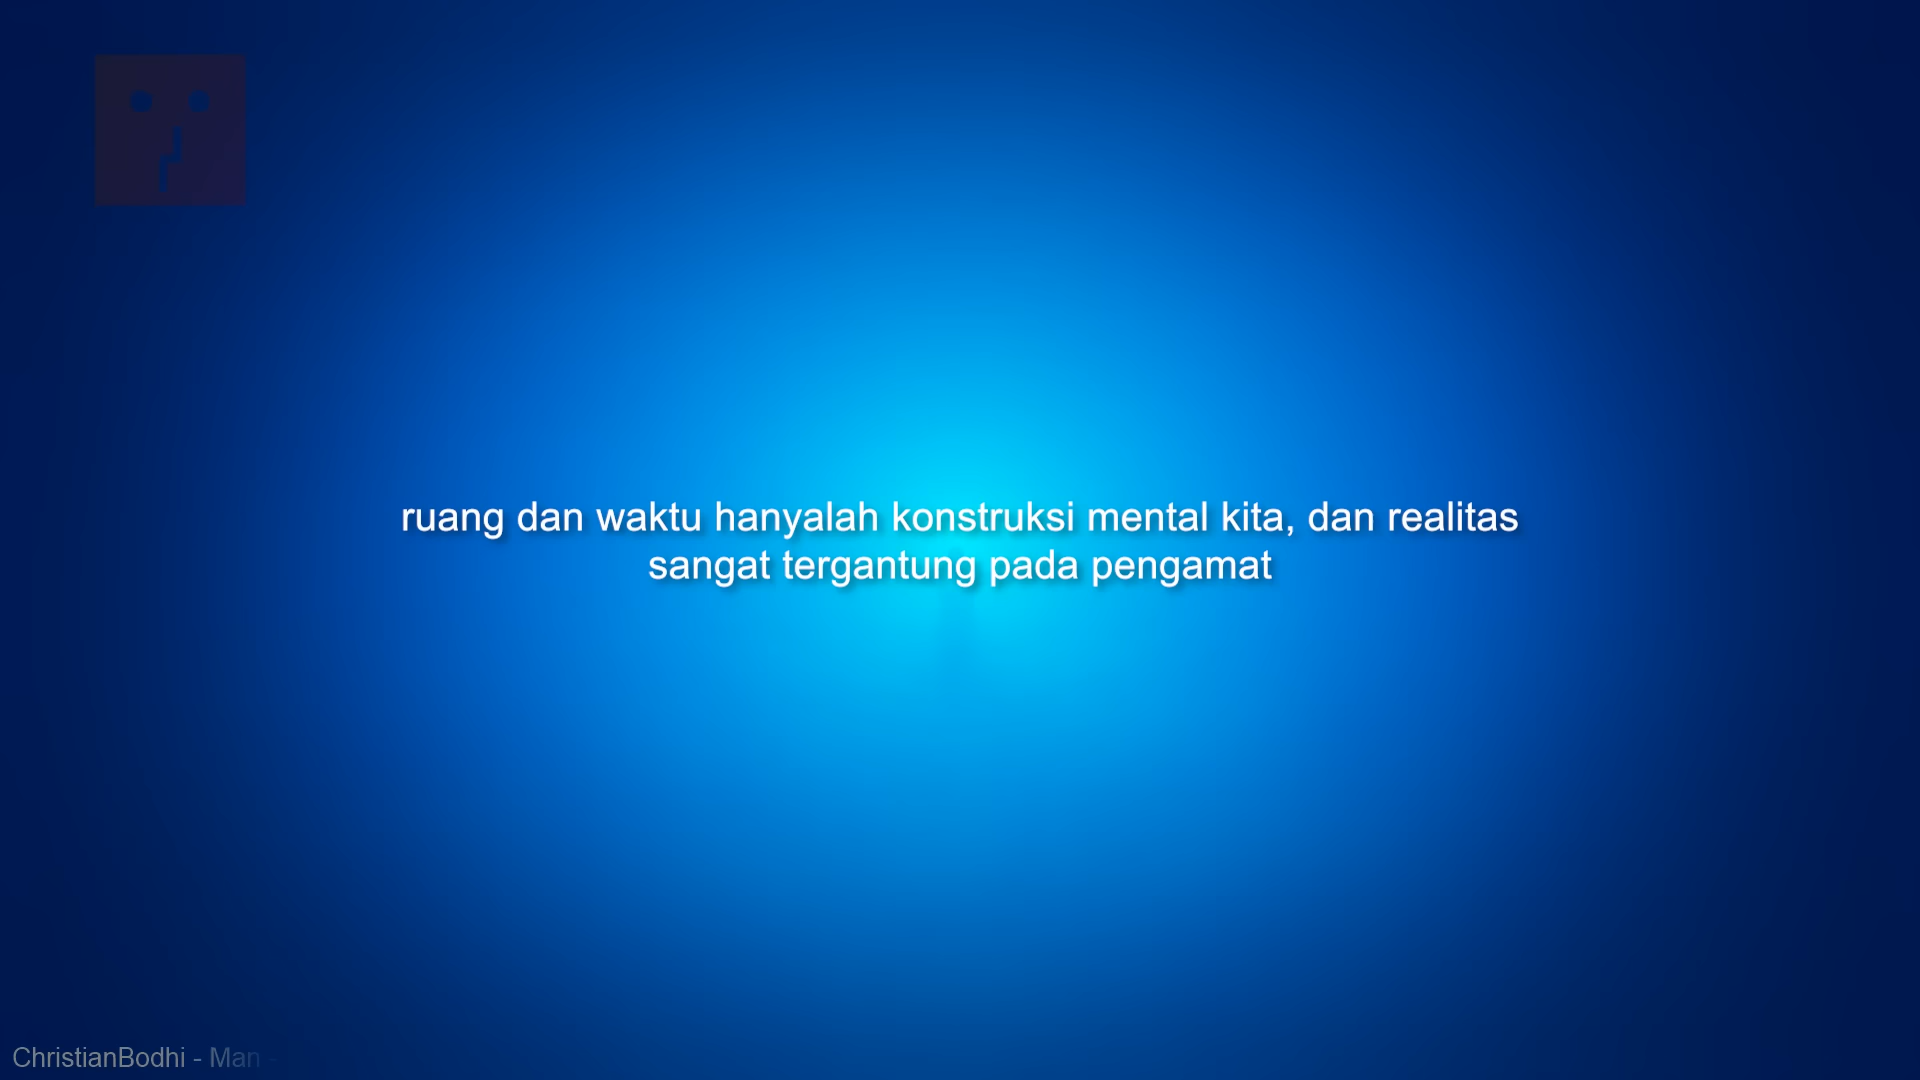 ruang dan waktu hanyalah konstruksi mental kita, dan realitas
sangat tergantung pada pengamat
ChristianBodhi - Man -